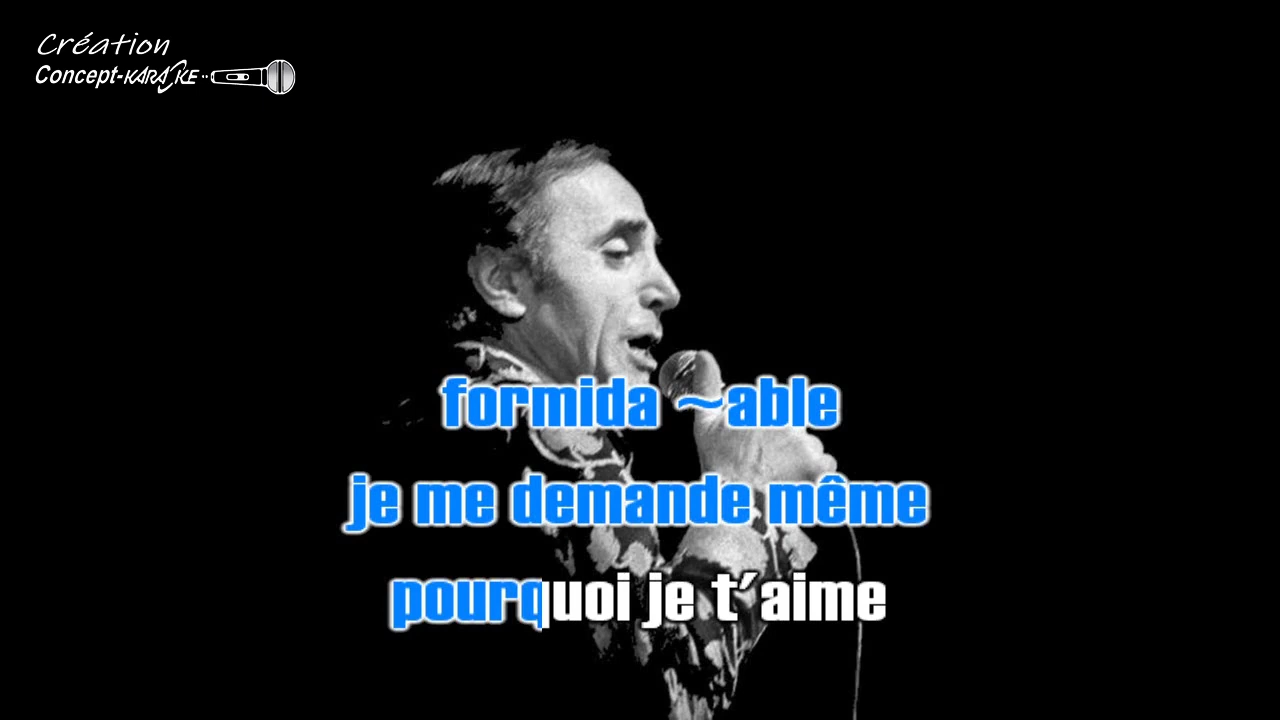 Création
Concept-KARAOKE
formida ~able
je me demande même
pourquoi je t'aime